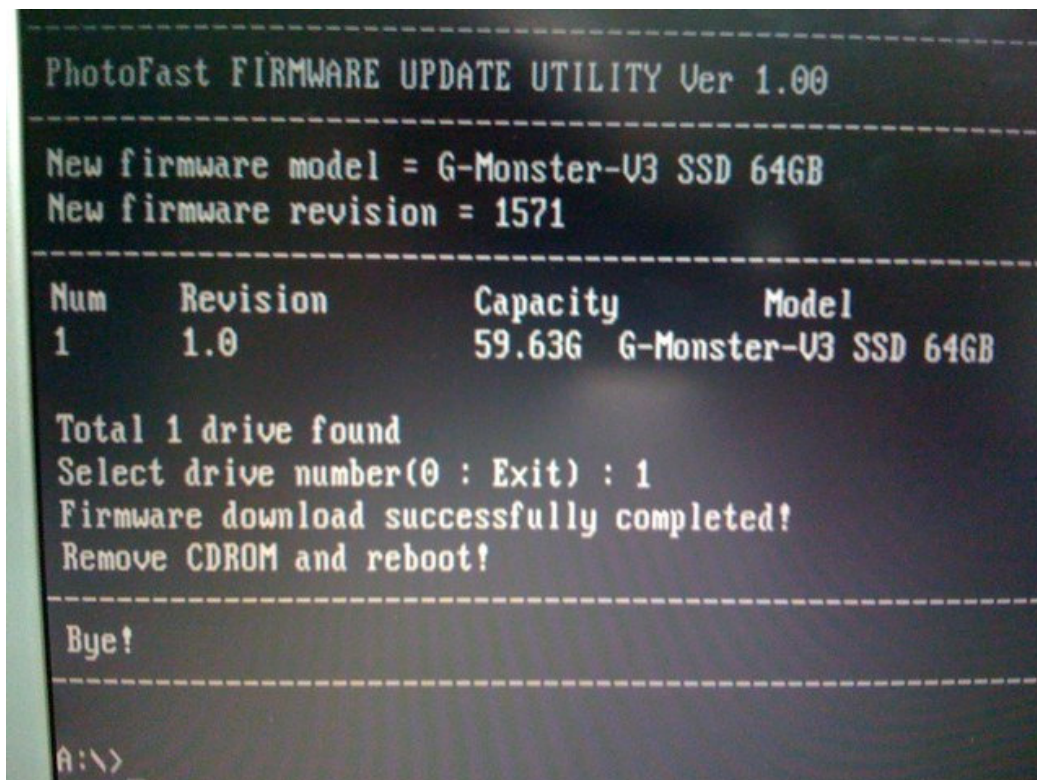 PhotoFast FIRMWARE UPDATE UTILITY Ver 1.00
New firmware model = G-Monster-V3 SSD 64GB
New firmware revision = 1571
Num Revision Capacity Model
1 1.0 59.63G G-Monster-V3 SSD 64GB
Total 1 drive found
Select drive number(0 : Exit) : 1
Firmware download successfully completed!
Remove CDROM and reboot!
Bye!
A:\>